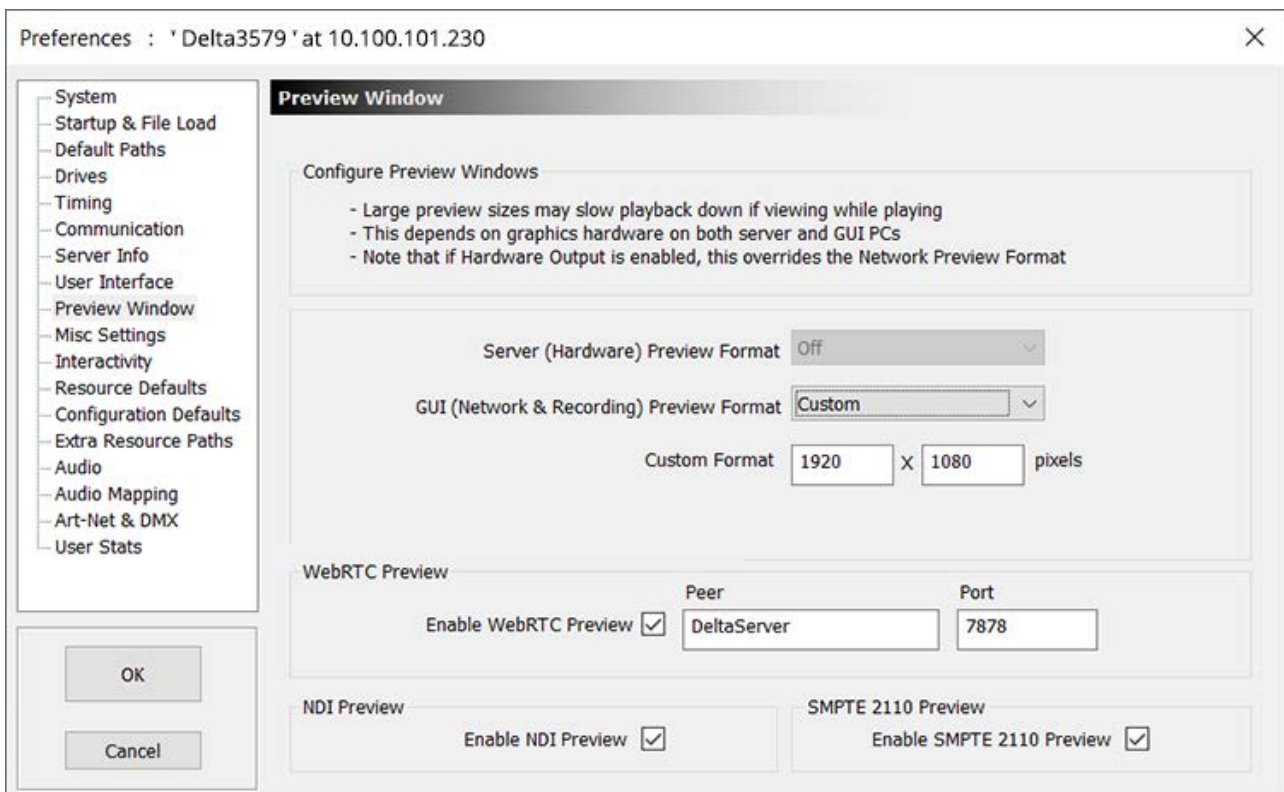 Preferences : ' Delta3579 ' at 10.100.101.230
System
Startup & File Load
Default Paths
Drives
Timing
Communication
Server Info
User Interface
Preview Window
Misc Settings
Interactivity
Resource Defaults
Configuration Defaults
Extra Resource Paths
Audio
Audio Mapping
Art-Net & DMX
User Stats
OK
Cancel
Preview Window
Configure Preview Windows
- Large preview sizes may slow playback down if viewing while playing
- This depends on graphics hardware on both server and GUI PCs
- Note that if Hardware Output is enabled, this overrides the Network Preview Format
Server (Hardware) Preview Format Off
GUI (Network & Recording) Preview Format Custom
Custom Format 1920 X 1080 pixels
WebRTC Preview
Peer Port
Enable WebRTC Preview DeltaServer 7878
NDI Preview
Enable NDI Preview
SMPTE 2110 Preview
Enable SMPTE 2110 Preview